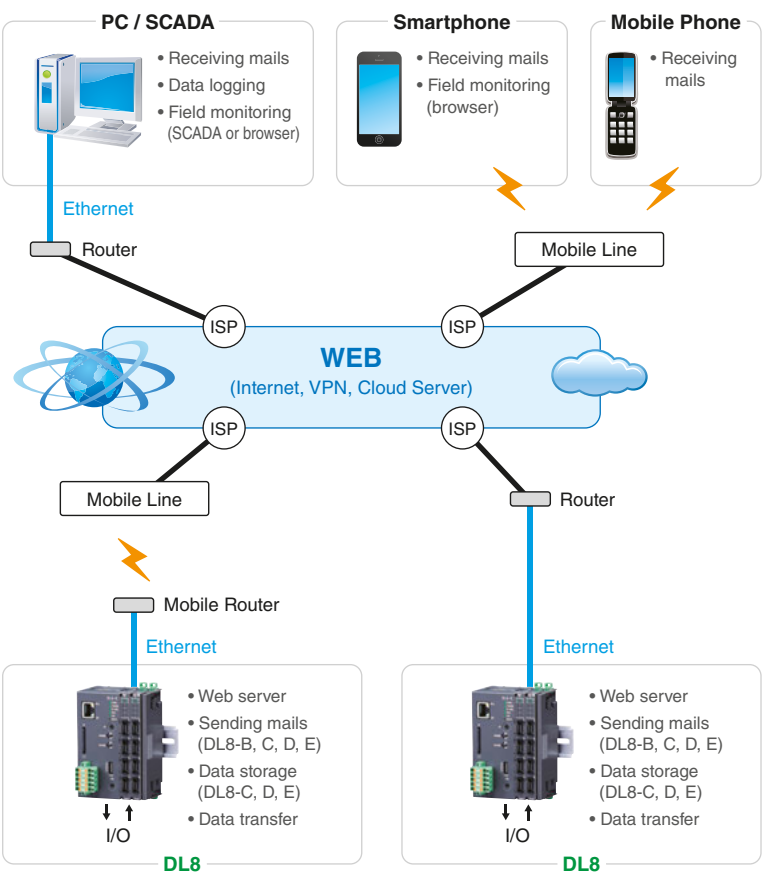 PC / SCADA
• Receiving mails
• Data logging
• Field monitoring
(SCADA or browser)
Smartphone
• Receiving mails
• Field monitoring
(browser)
Mobile Phone
• Receiving
mails
Ethernet
Router
Mobile Line
ISP
ISP
WEB
(Internet, VPN, Cloud Server)
ISP
ISP
Mobile Line
Router
Mobile Router
Ethernet
Ethernet
• Web server
• Sending mails
(DL8-B, C, D, E)
• Data storage
(DL8-C, D, E)
• Data transfer
I/O
DL8
• Web server
• Sending mails
(DL8-B, C, D, E)
• Data storage
(DL8-C, D, E)
• Data transfer
I/O
DL8